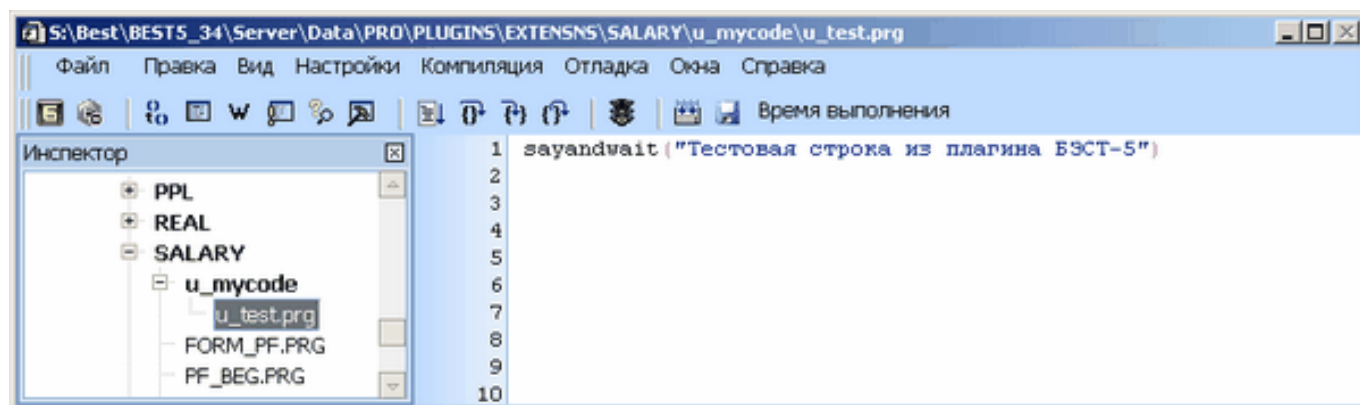 S:\Best\BEST5_34\Server\Data\PRO\PLUGINS\EXTENSNS\SALARY\u_mycode\u_test.prg
Файл Правка Вид Настройки Компиляция Отладка Окна Справка
Время выполнения
Инспектор
PPL
REAL
SALARY
u_mycode
u_test.prg
FORM_PF.PRG
PF_BEG.PRG
1 sayandwait("Тестовая строка из плагина БЭСТ-5")
2
3
4
5
6
7
8
9
10